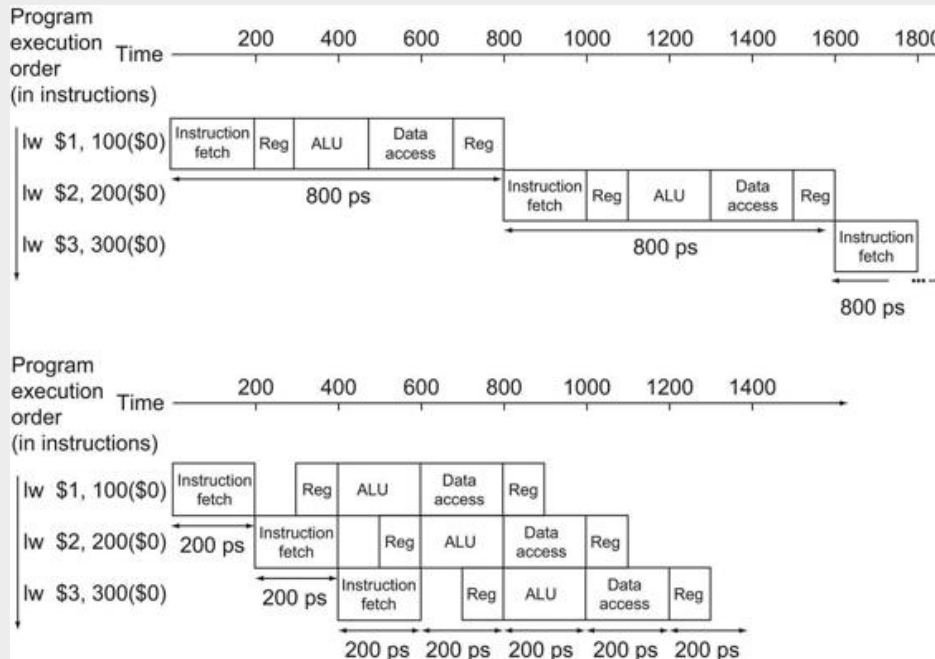 Program
execution
order
(in instructions)
Time
200 400 600 800 1000 1200 1400 1600 1800
lw $1, 100($0)
Instruction
fetch
Reg
ALU
Data
access
Reg
800 ps
lw $2, 200($0)
Instruction
fetch
Reg
ALU
Data
access
Reg
800 ps
lw $3, 300($0)
Instruction
fetch
...
800 ps
Program
execution
order
(in instructions)
Time
200 400 600 800 1000 1200 1400
lw $1, 100($0)
Instruction
fetch
Reg
ALU
Data
access
Reg
200 ps
lw $2, 200($0)
Instruction
fetch
Reg
ALU
Data
access
Reg
200 ps
lw $3, 300($0)
Instruction
fetch
Reg
ALU
Data
access
Reg
200 ps 200 ps 200 ps 200 ps 200 ps